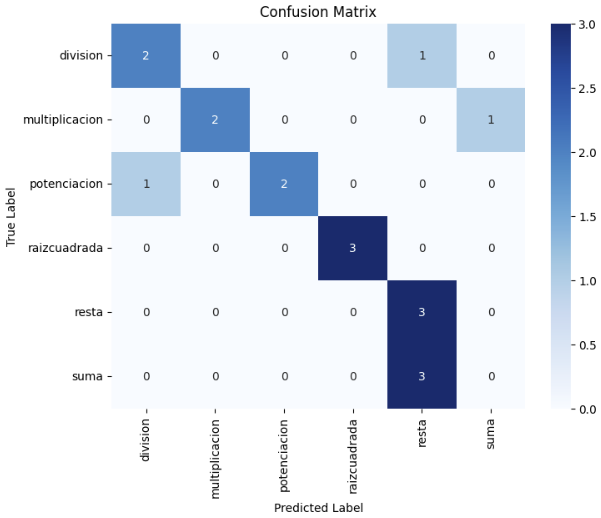 Confusion Matrix
True Label
division 2 0 0 0 1 0
multiplicacion 0 2 0 0 0 1
potenciacion 1 0 2 0 0 0
raizcuadrada 0 0 0 3 0 0
resta 0 0 0 0 3 0
suma 0 0 0 0 3 0
division multiplicacion potenciacion raizcuadrada resta suma
Predicted Label
3.0
2.5
2.0
1.5
1.0
0.5
0.0